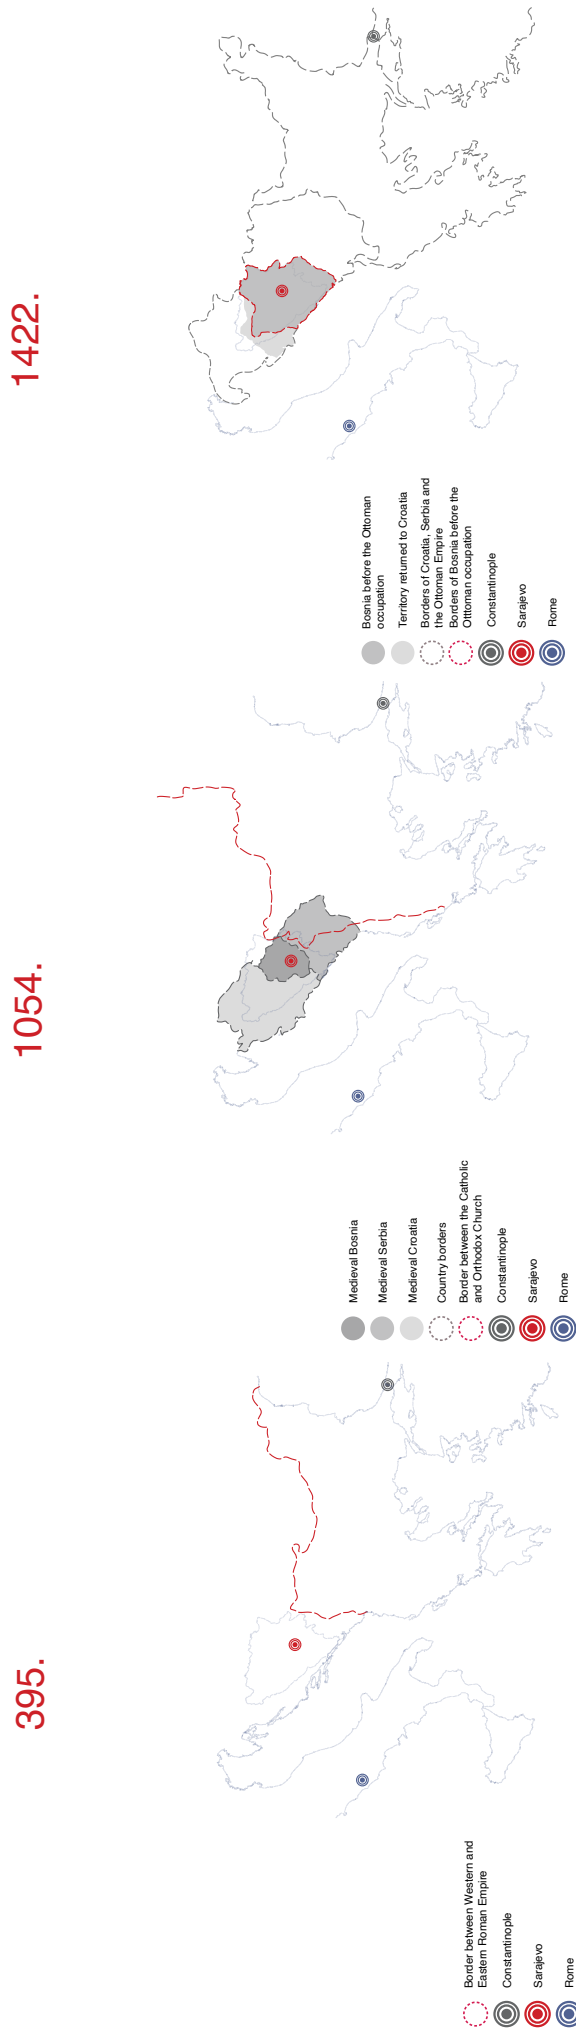 1422.
Bosnia before the Ottoman
occupation
Territory returned to Croatia
Borders of Croatia, Serbia and
the Ottoman Empire
Borders of Bosnia before the
Otttoman occupation
Constantinople
Sarajevo
Rome
1054.
Medieval Bosnia
Medieval Serbia
Medieval Croatia
Country borders
Border between the Catholic
and Orthodox Church
Constantinople
Sarajevo
Rome
395.
Border between Western and
Eastern Roman Empire
Constantinople
Sarajevo
Rome